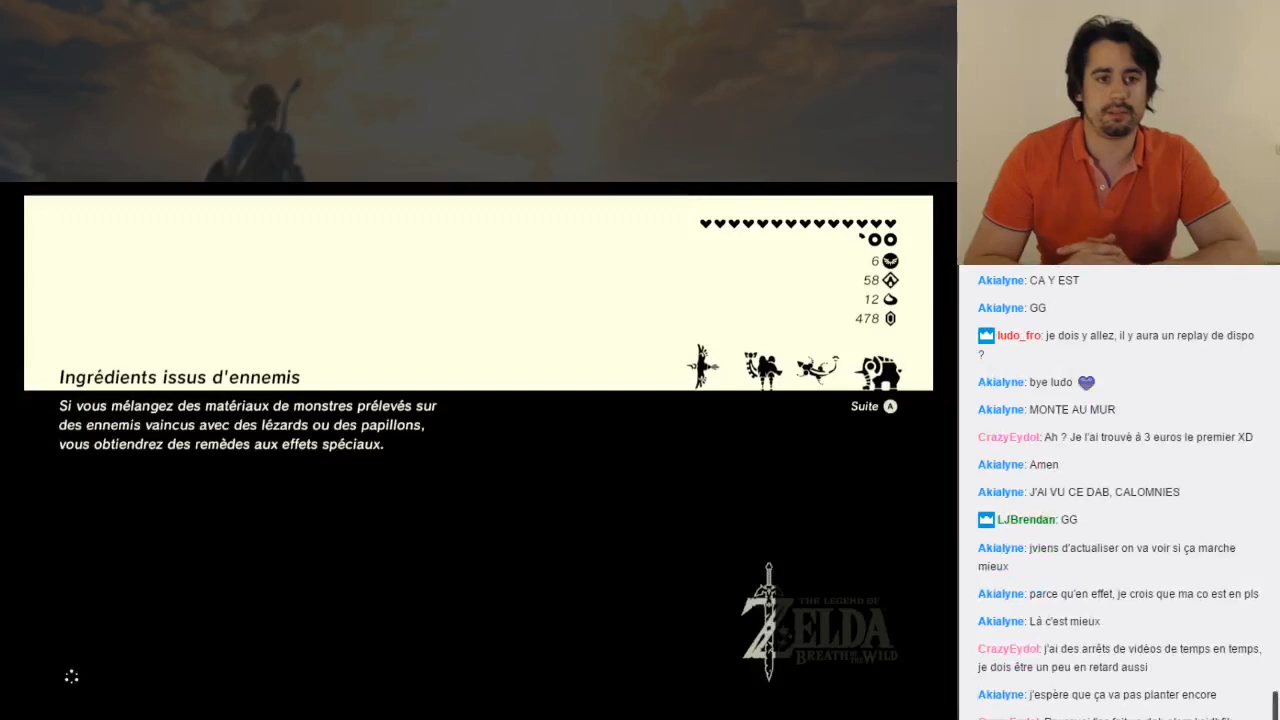 6
58
12
478
Ingrédients issus d'ennemis
Si vous mélangez des matériaux de monstres prélevés sur
des ennemis vaincus avec des lézards ou des papillons,
vous obtiendrez des remèdes aux effets spéciaux.
Suite A
THE LEGEND OF
ZELDA
BREATH OF THE WILD
Akialyne: CA Y EST
Akialyne: GG
ludo_fro: je dois y allez, il y aura un replay de dispo
?
Akialyne: bye ludo
Akialyne: MONTE AU MUR
CrazyEydol: Ah ? Je l'ai trouvè á 3 euros le premier XD
Akialyne: Amen
Akialyne: J'AI VU CE DAB, CALOMNIES
LJBrendan: GG
Akialyne: jviens d'actualiser on va voir si ça marche
mieux
Akialyne: parce qu'en effet, je crois que ma co est en pls
Akialyne: Là c'est mieux
CrazyEydol: j'ai des arrêts de vidèos de temps en temps,
je dois être un peu en retard aussi
Akialyne: j'espère que ça va pas planter encore